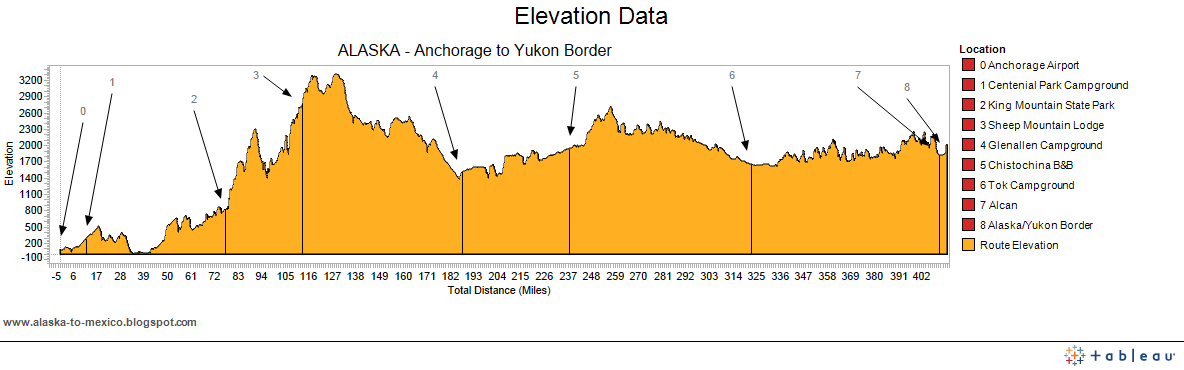 Elevation Data
ALASKA - Anchorage to Yukon Border
Elevation
3200
2900
2600
2300
2000
1700
1400
1100
800
500
200
-100
0
1
2
3
4
5
6
7
8
-5 6 17 28 39 50 61 72 83 94 105 116 127 138 149 160 171 182 193 204 215 226 237 248 259 270 281 292 303 314 325 336 347 358 369 380 391 402
Total Distance (Miles)
Location
0 Anchorage Airport
1 Centenial Park Campground
2 King Mountain State Park
3 Sheep Mountain Lodge
4 Glenallen Campground
5 Chistochina B&B
6 Tok Campground
7 Alcan
8 Alaska/Yukon Border
Route Elevation
www.alaska-to-mexico.blogspot.com
+ableau